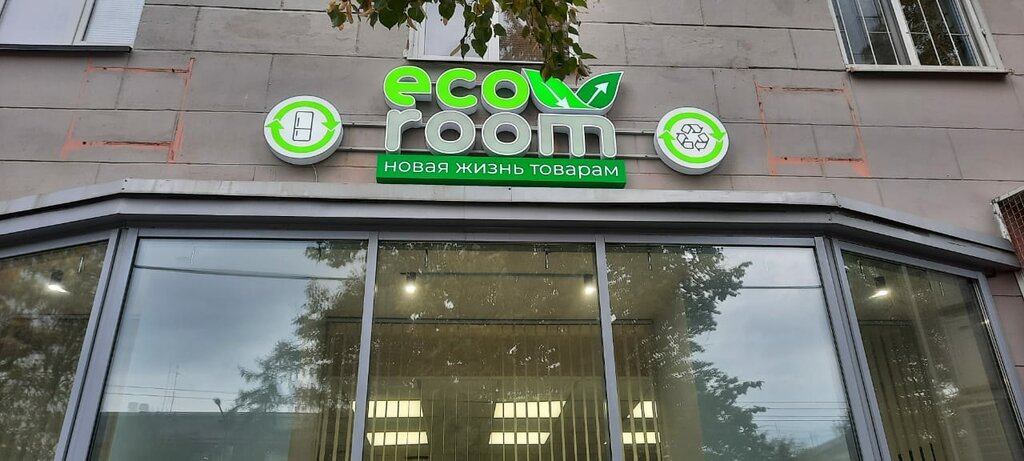 eco
room
новая жизнь товарам